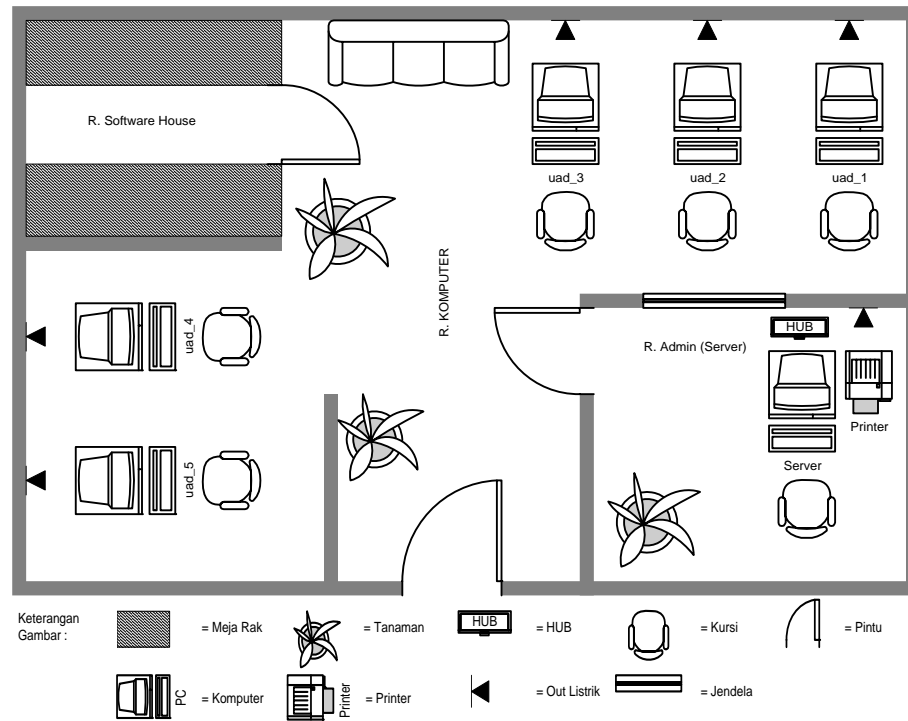 R. Software House
uad_3
uad_2
uad_1
R. KOMPUTER
uad_4
HUB
R. Admin (Server)
Printer
uad_5
Server
Keterangan
Gambar :
= Meja Rak
= Tanaman
HUB
= HUB
= Kursi
= Pintu
PC
= Komputer
Printer
= Printer
= Out Listrik
= Jendela